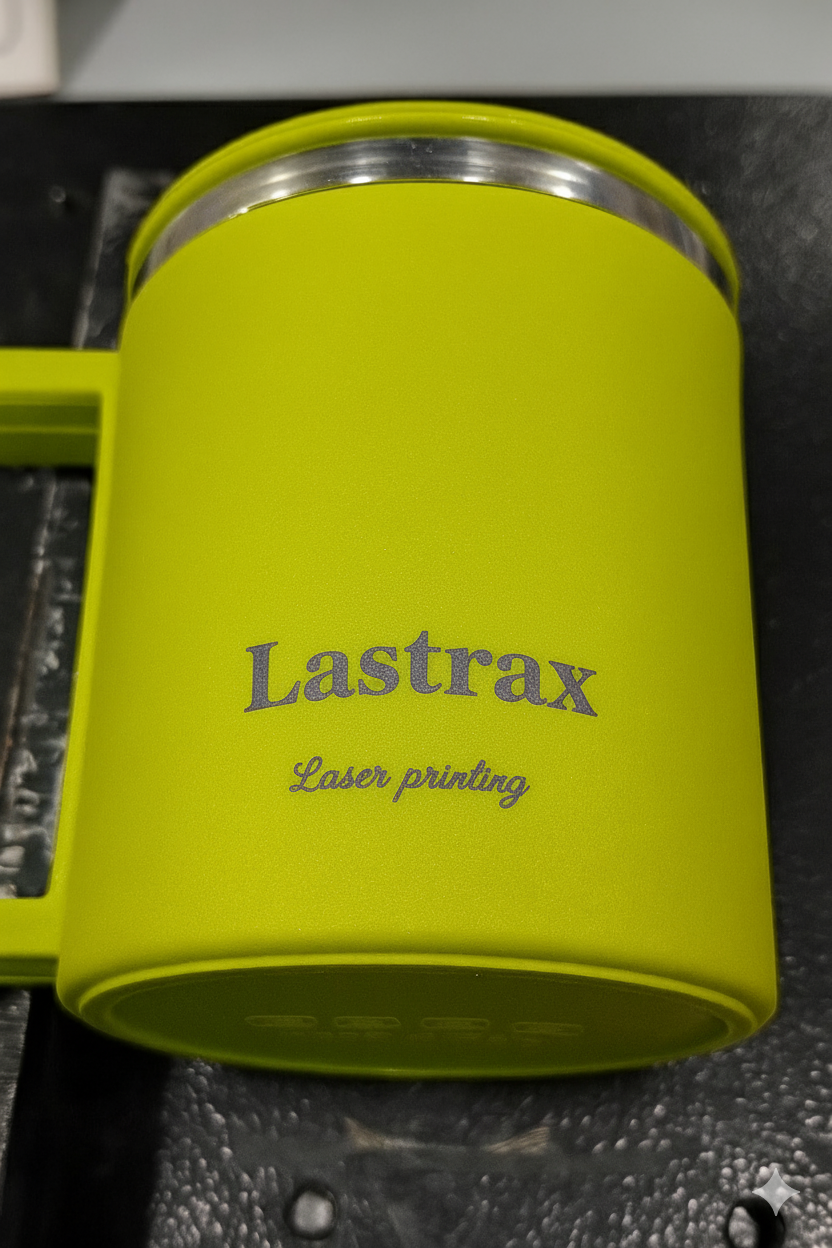 Lastrax
Laser printing